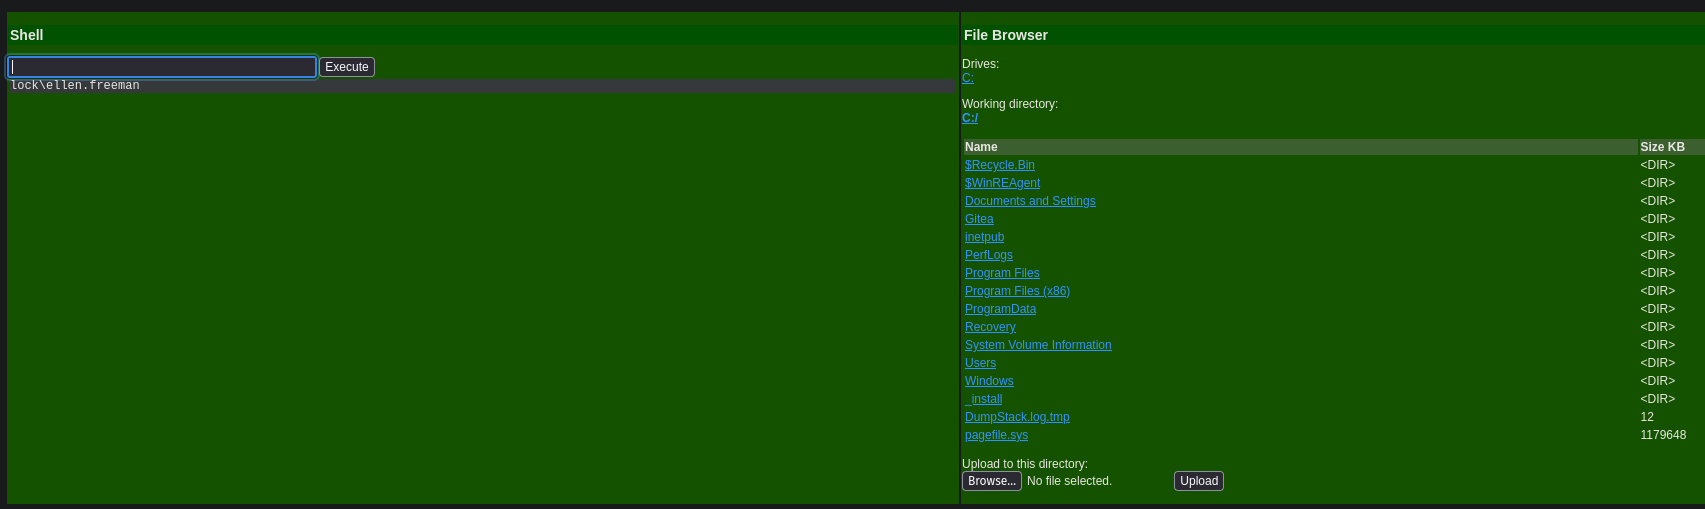 Shell
Execute
lock\ellen.freeman
File Browser
Drives:
C:
Working directory:
C:/
Name Size KB
$Recycle.Bin <DIR>
$WinREAgent <DIR>
Documents and Settings <DIR>
Gitea <DIR>
inetpub <DIR>
PerfLogs <DIR>
Program Files <DIR>
Program Files (x86) <DIR>
ProgramData <DIR>
Recovery <DIR>
System Volume Information <DIR>
Users <DIR>
Windows <DIR>
_install <DIR>
DumpStack.log.tmp 12
pagefile.sys 1179648
Upload to this directory:
Browse... No file selected. Upload